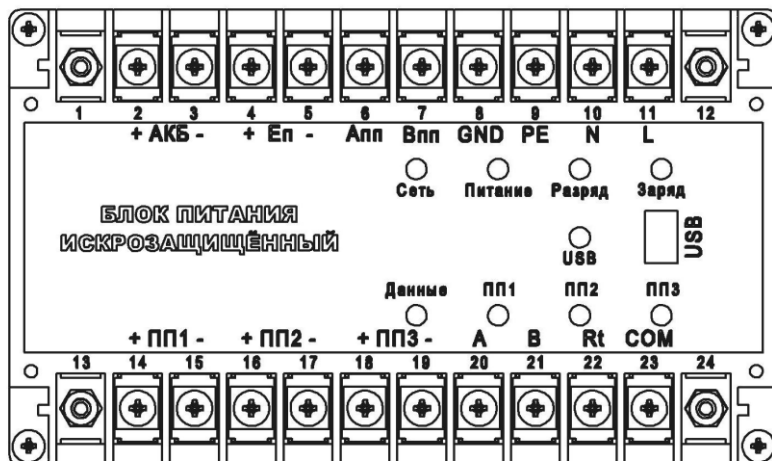 1 2 3 4 5 6 7 8 9 10 11 12
+ АКБ - + Еп - Апп Впп GND PE N L
Сеть Питание Разряд Заряд
БЛОК ПИТАНИЯ
ИСКРОЗАЩИЩЁННЫЙ
USB USB
Данные ПП1 ПП2 ПП3
+ ПП1 - + ПП2 - + ПП3 - A B Rt COM
13 14 15 16 17 18 19 20 21 22 23 24